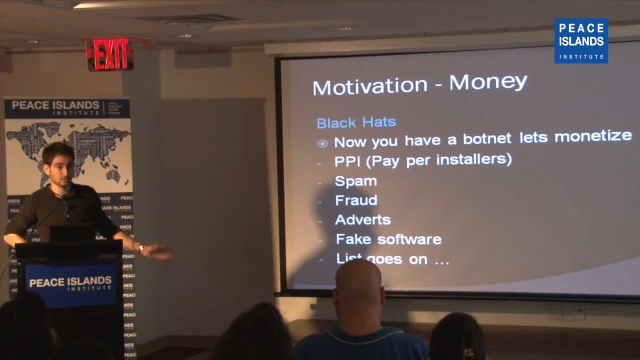 PEACE
ISLANDS
INSTITUTE
EXIT
PEACE ISLANDS
INSTITUTE
Motivation - Money
Black Hats
Now you have a botnet lets monetize
- PPI (Pay per installers)
- Spam
- Fraud
- Adverts
- Fake software
- List goes on ...
PEACE ISLANDS
INSTITUTE